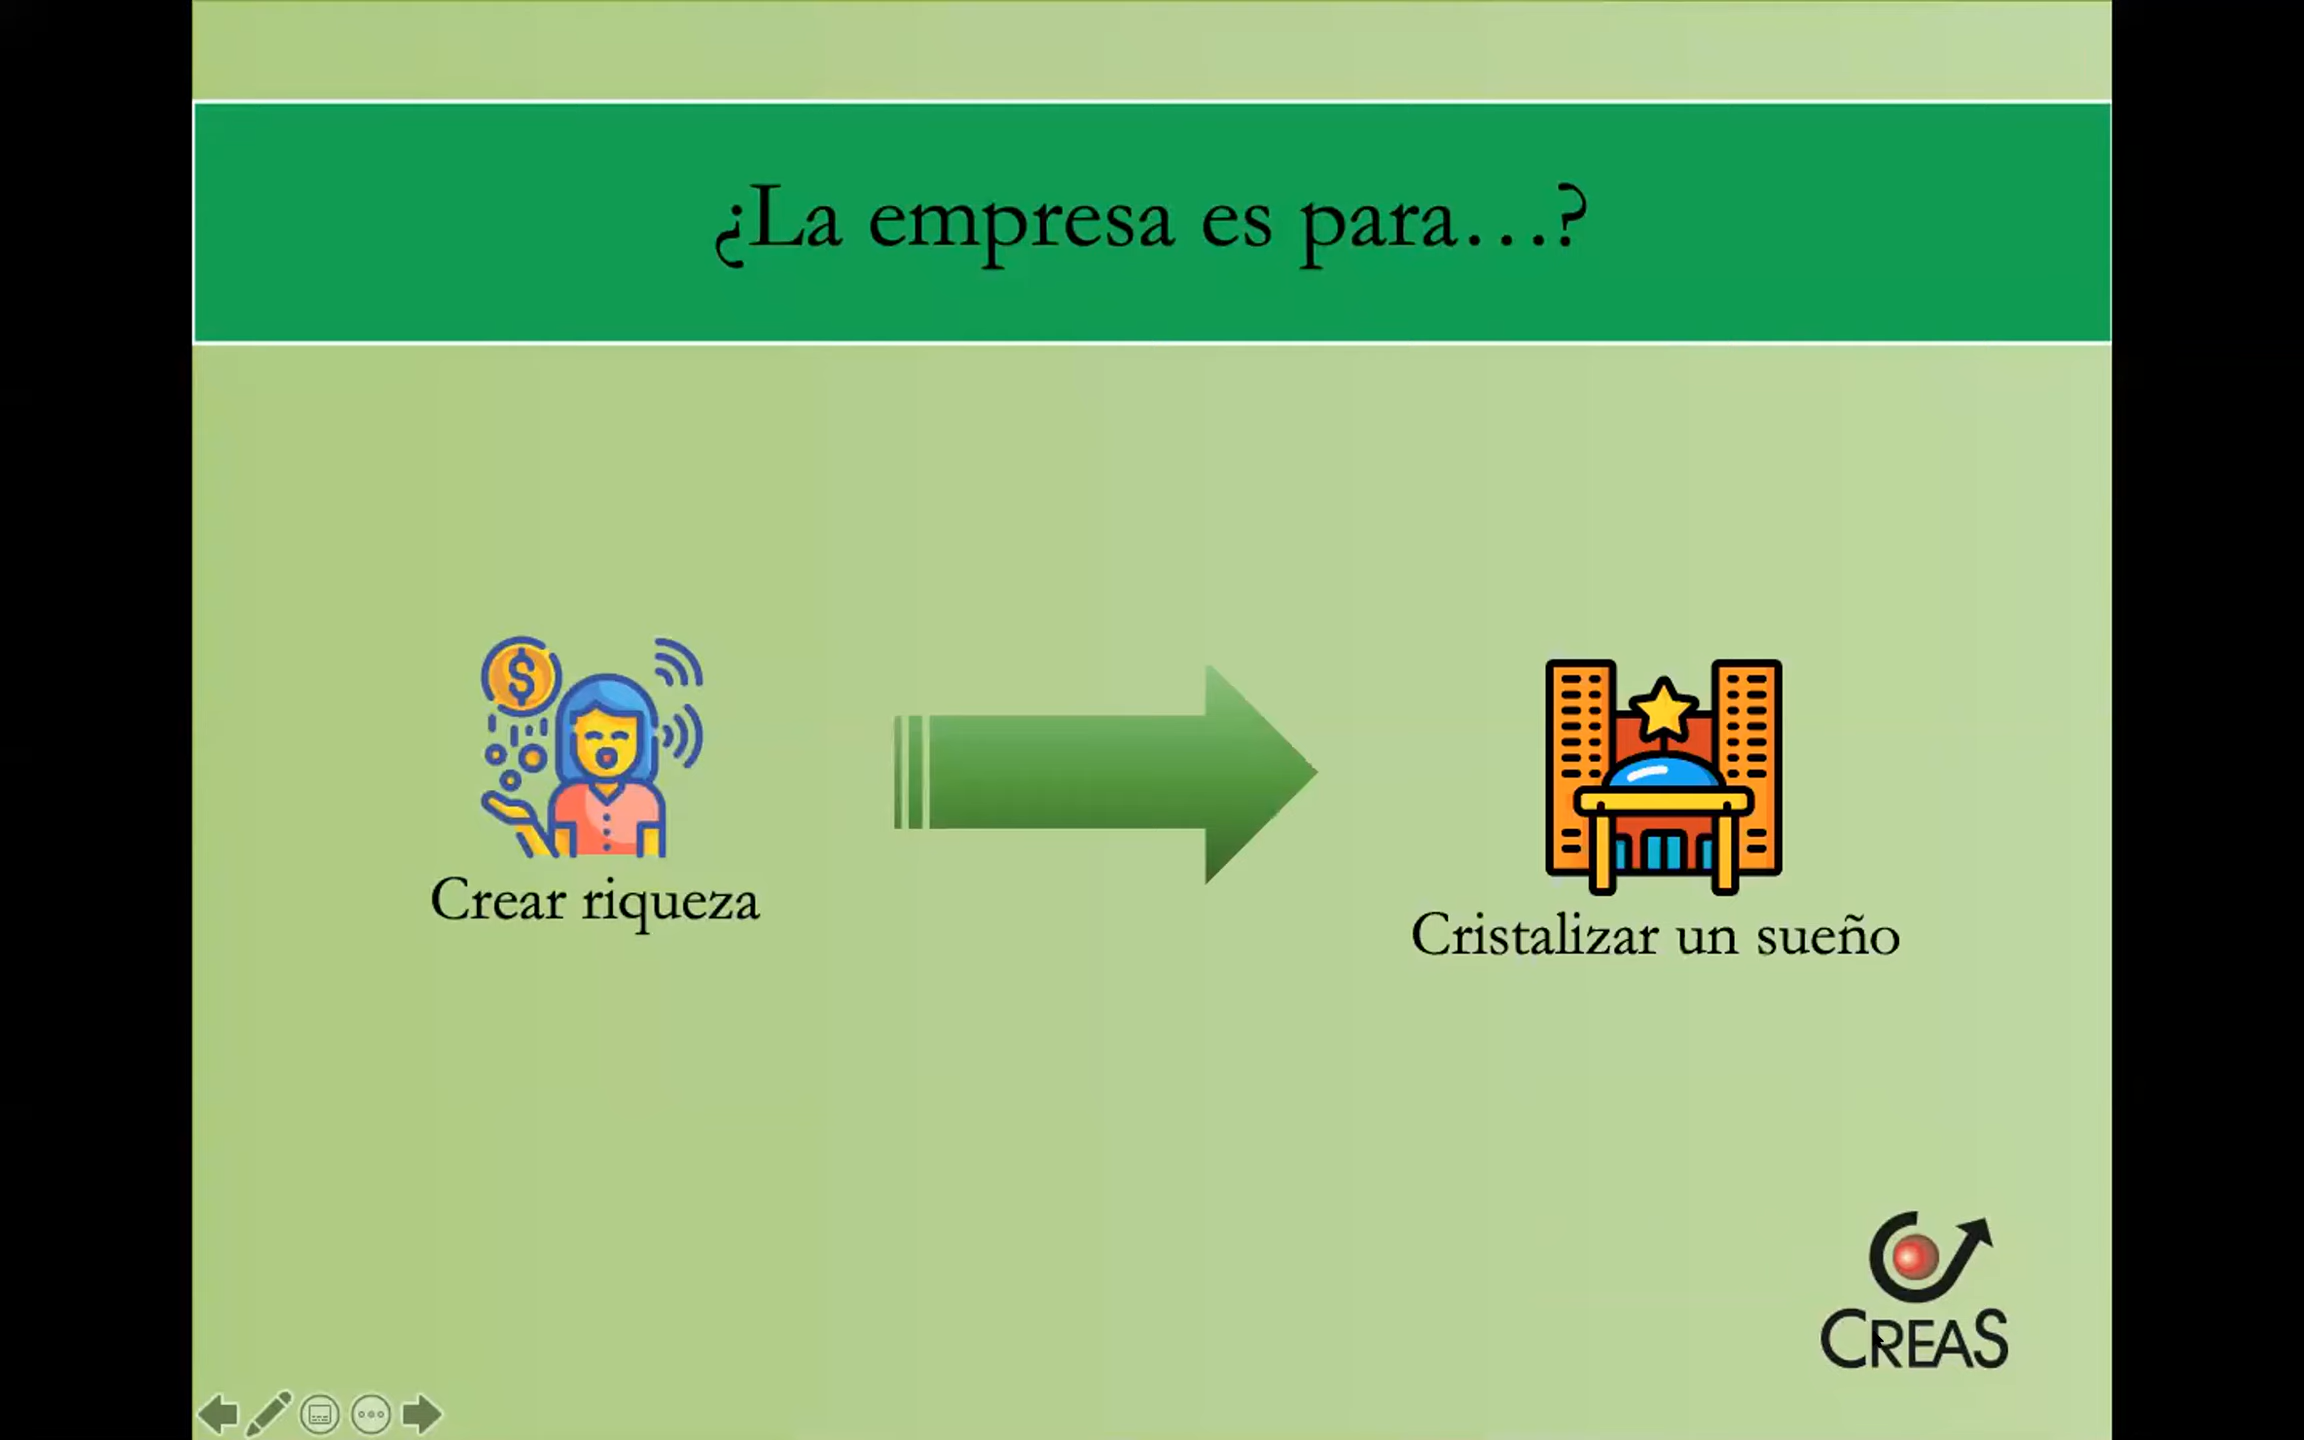 ¿La empresa es para...?
$
Crear riqueza
Cristalizar un sueño
CREAS